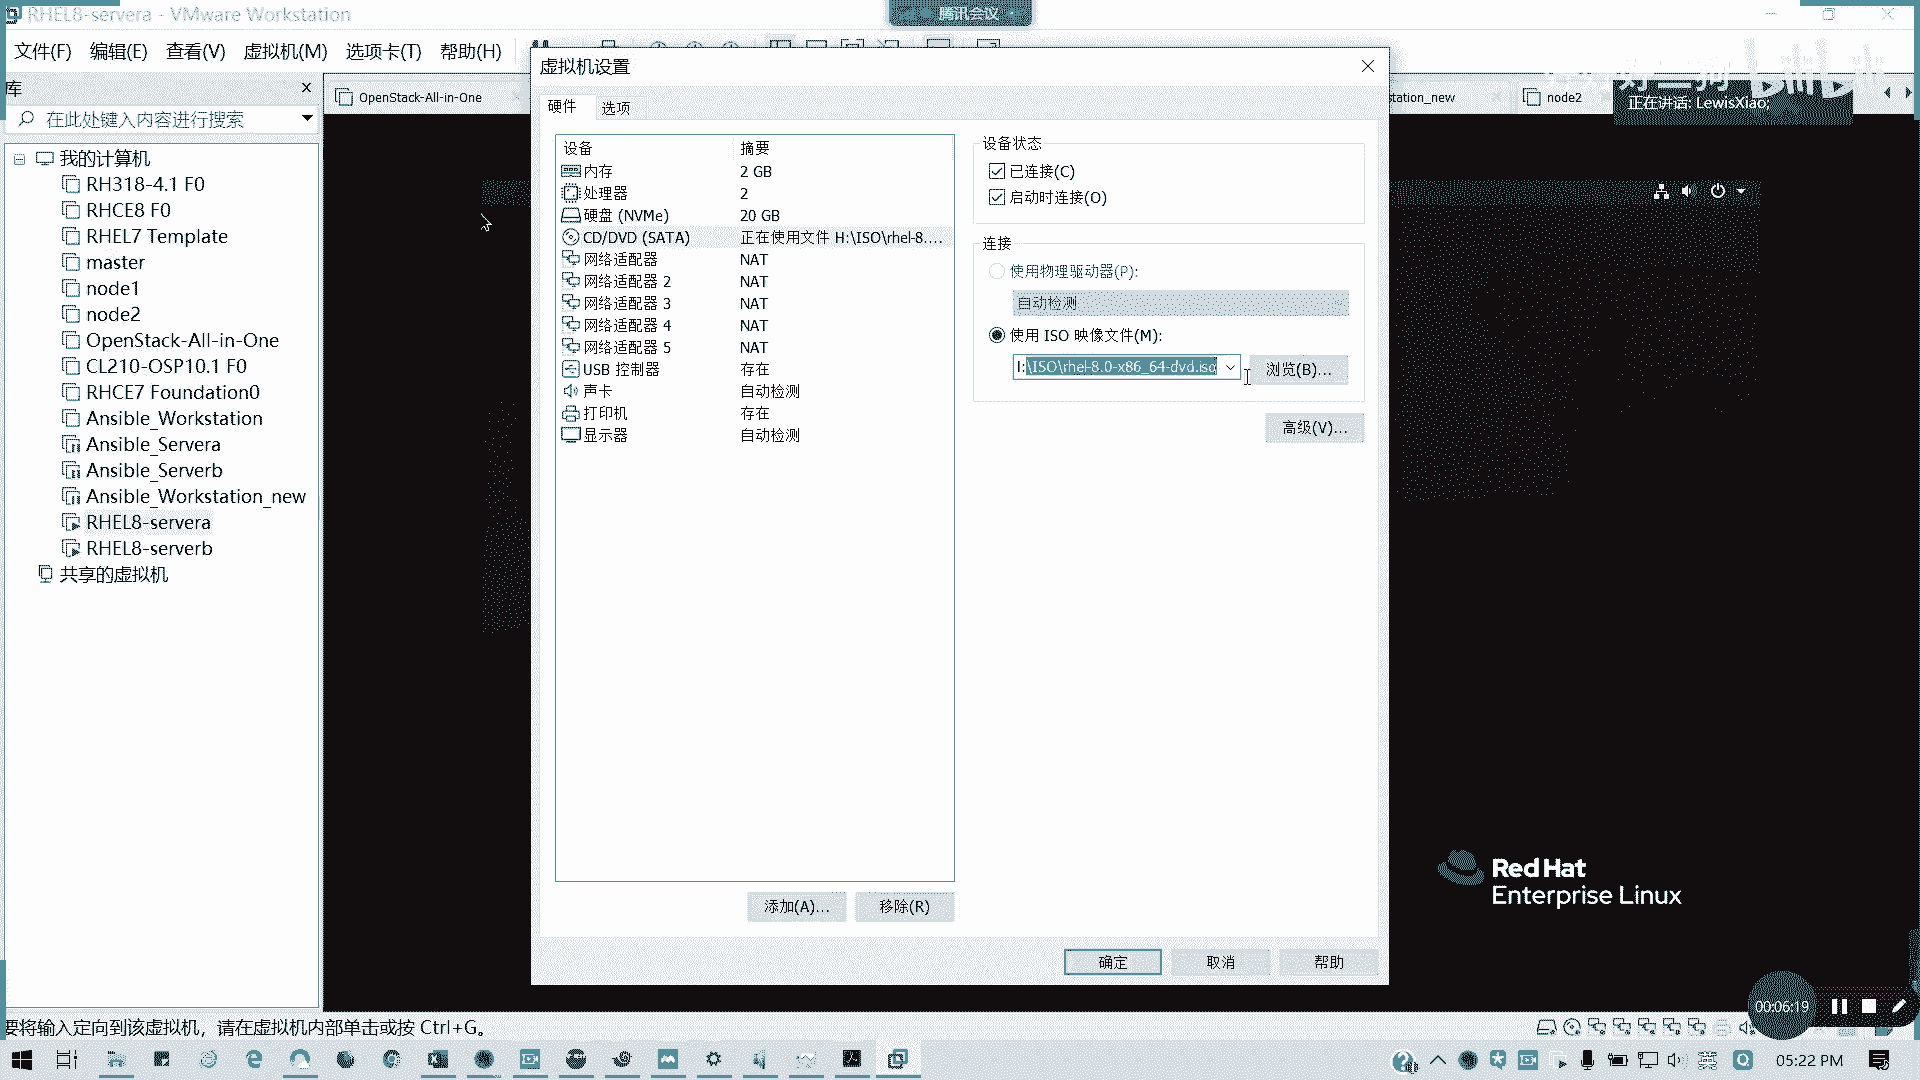 RHEL8-servera - VMware Workstation
腾讯会议
文件(F) 编辑(E) 查看(V) 虚拟机(M) 选项卡(T) 帮助(H)
库
在此处键入内容进行搜索
我的计算机
RH318-4.1 F0
RHCE8 F0
RHEL7 Template
master
node1
node2
OpenStack-All-in-One
CL210-OSP10.1 F0
RHCE7 Foundation0
Ansible_Workstation
Ansible_Servera
Ansible_Serverb
Ansible_Workstation_new
RHEL8-servera
RHEL8-serverb
共享的虚拟机
OpenStack-All-in-One
station_new
node2
正在讲话: LewisXiao;
虚拟机设置
硬件 选项
设备 摘要
内存 2 GB
处理器 2
硬盘 (NVMe) 20 GB
CD/DVD (SATA) 正在使用文件 H:\ISO\rhel-8....
网络适配器 NAT
网络适配器 2 NAT
网络适配器 3 NAT
网络适配器 4 NAT
网络适配器 5 NAT
USB 控制器 存在
声卡 自动检测
打印机 存在
显示器 自动检测
添加(A)... 移除(R)
设备状态
已连接(C)
启动时连接(O)
连接
使用物理驱动器(P):
自动检测
使用 ISO 映像文件(M):
I:\ISO\rhel-8.0-x86_64-dvd.iso
浏览(B)...
高级(V)...
确定 取消 帮助
Red Hat
Enterprise Linux
00:06:19
要将输入定向到该虚拟机，请在虚拟机内部单击或按 Ctrl+G。
英
05:22 PM